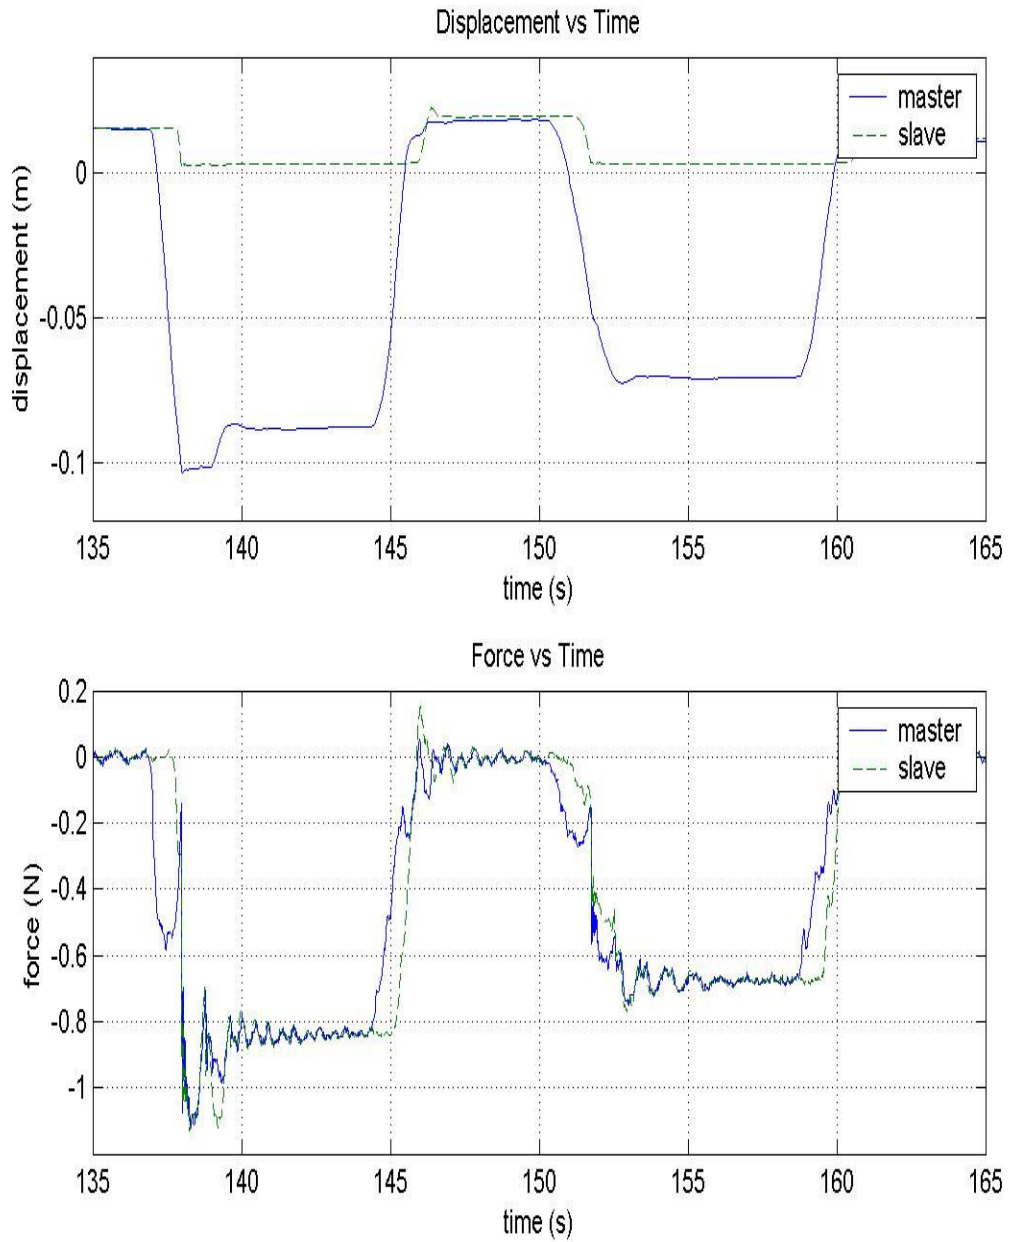 Displacement vs Time
master
slave
displacement (m)
0
-0.05
-0.1
135 140 145 150 155 160 165
time (s)
Force vs Time
master
slave
force (N)
0.2
0
-0.2
-0.4
-0.6
-0.8
-1
135 140 145 150 155 160 165
time (s)